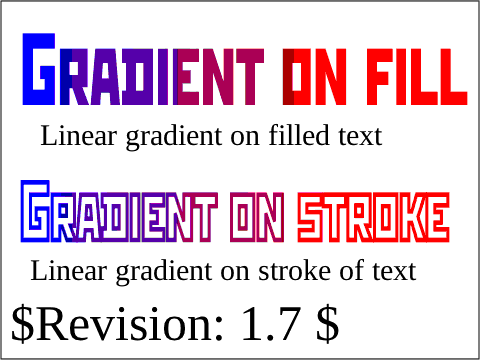 Gradient on fill
Linear gradient on filled text
Gradient on stroke
Linear gradient on stroke of text
$Revision: 1.7 $